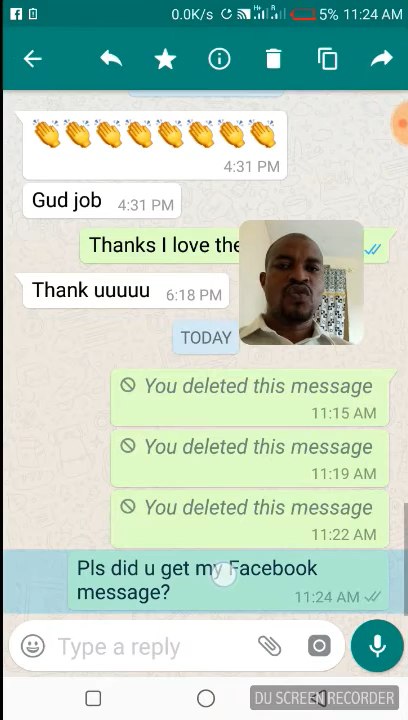 0.0K/s H+ R 5% 11:24 AM
4:31 PM
Gud job 4:31 PM
Thanks I love the
Thank uuuuu 6:18 PM
TODAY
You deleted this message
11:15 AM
You deleted this message
11:19 AM
You deleted this message
11:22 AM
Pls did u get my Facebook
message? 11:24 AM
Type a reply
DU SCREEN RECORDER